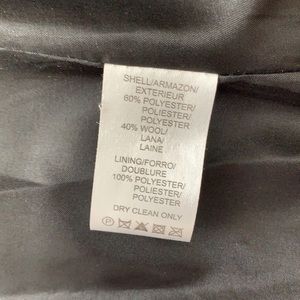 SHELL/ARMAZON/
EXTERIEUR
60% POLYESTER/
POLIESTER/
POLYESTER
40% WOOL/
LANA/
LAINE
LINING/FORRO/
DOUBLURE
100% POLYESTER/
POLIESTER/
POLYESTER
DRY CLEAN ONLY
P